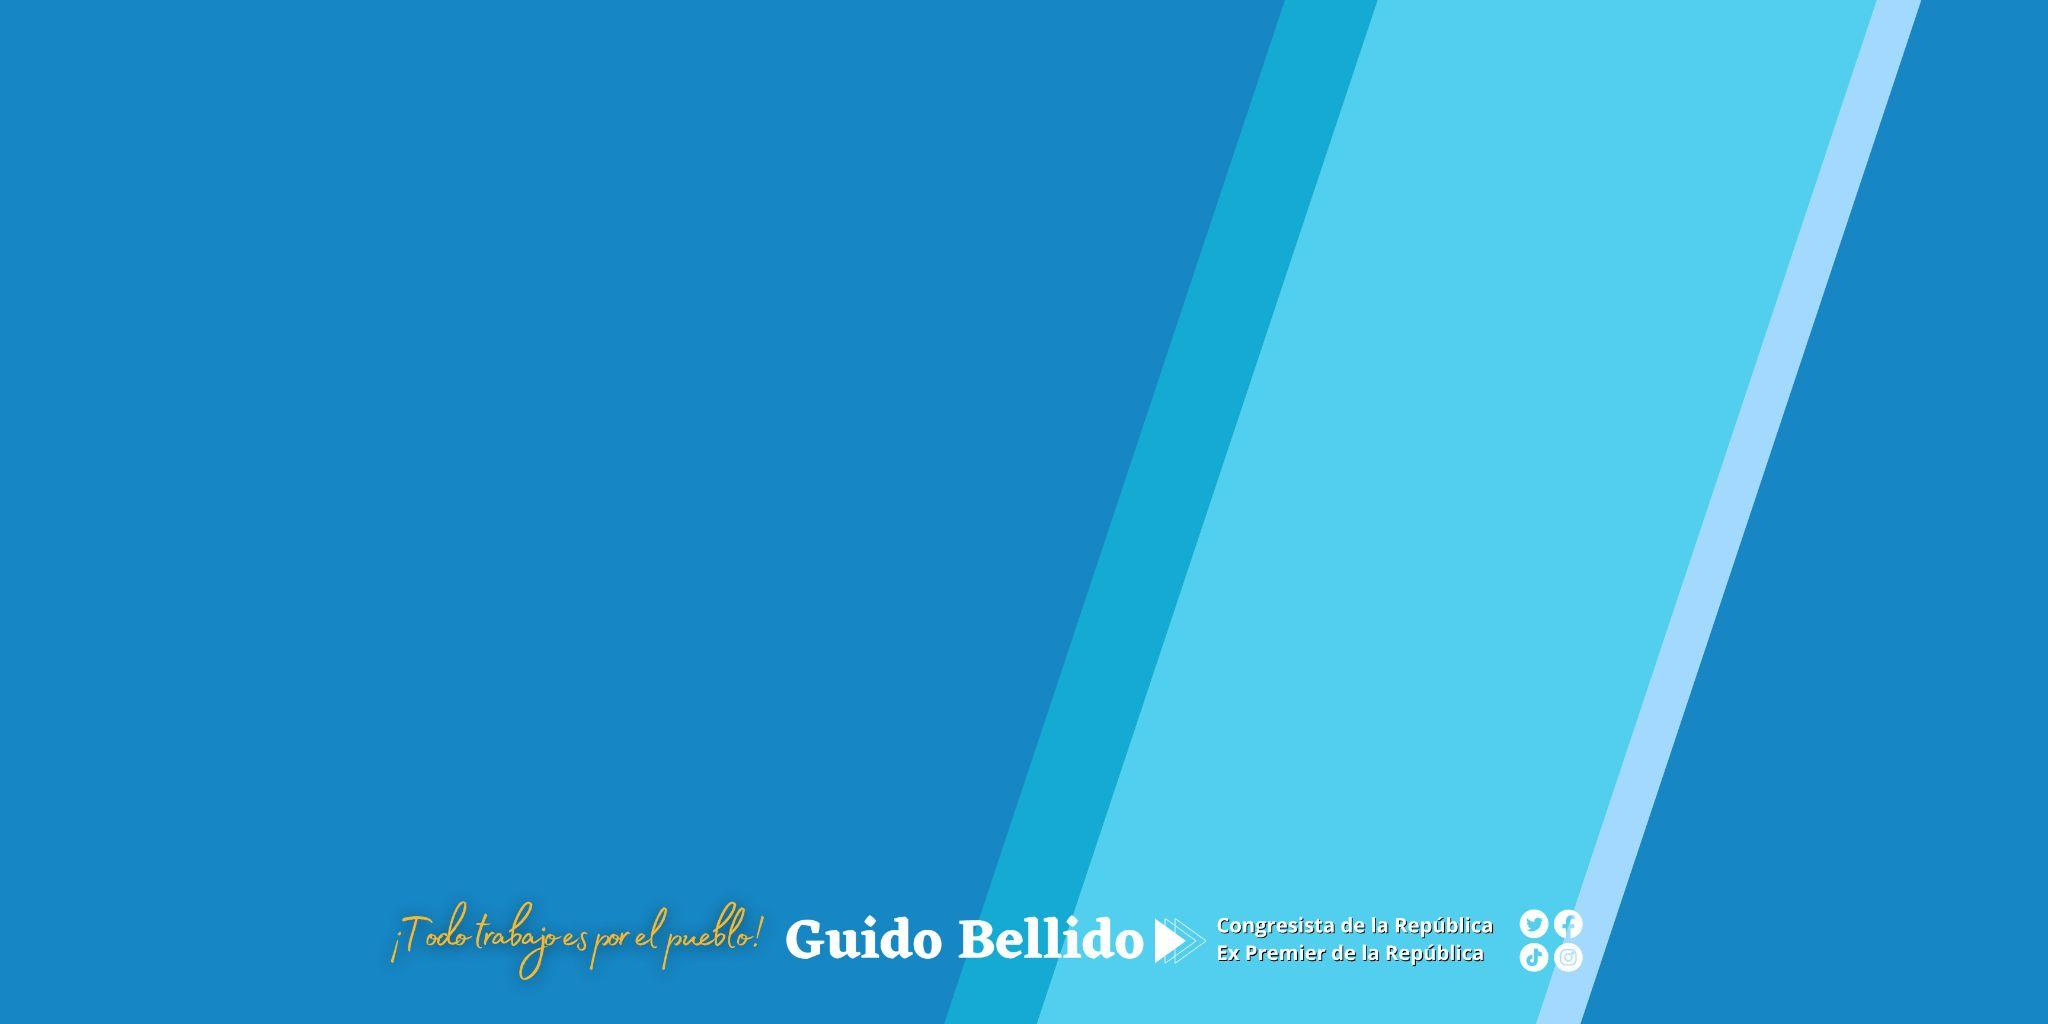 ¡Todo trabajo es por el pueblo!
Guido Bellido
Congresista de la República
Ex Premier de la República